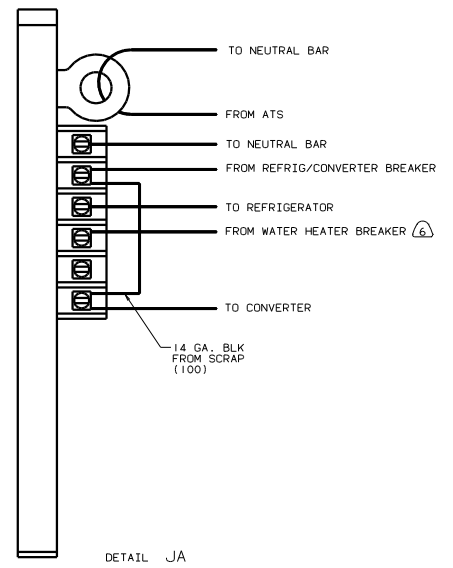 TO NEUTRAL BAR
FROM ATS
TO NEUTRAL BAR
FROM REFRIG/CONVERTER BREAKER
TO REFRIGERATOR
FROM WATER HEATER BREAKER 6
TO CONVERTER
14 GA. BLK
FROM SCRAP
(100)
DETAIL JA